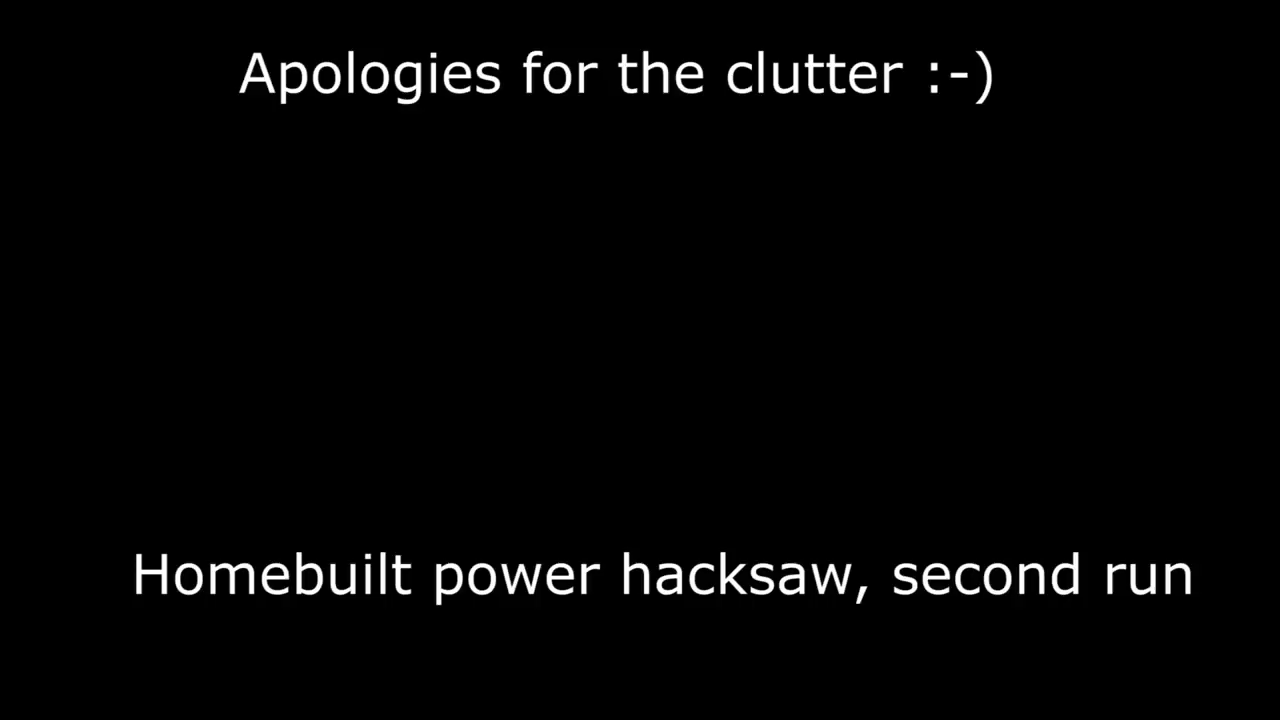 Apologies for the clutter :-)
Homebuilt power hacksaw, second run